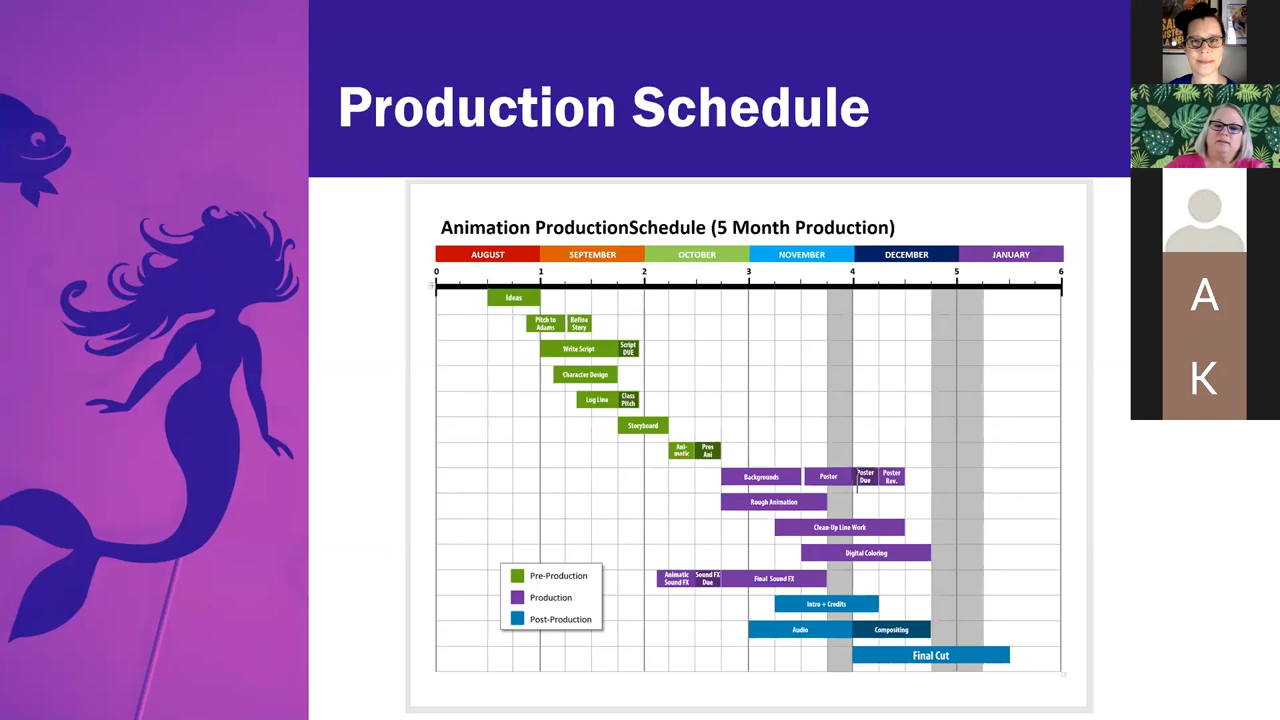 Production Schedule
Animation ProductionSchedule (5 Month Production)
AUGUST SEPTEMBER OCTOBER NOVEMBER DECEMBER JANUARY
0 1 2 3 4 5 6
Ideas
Pitch to
Adams
Refine
Story
Write Script
Script
DUE
Character Design
Log Line
Class
Pitch
Storyboard
Ani-
matic
Pros
Ani
Backgrounds
Poster
Poster
Due
Poster
Rev.
Rough Animation
Clean-Up Line Work
Digital Coloring
Animatic
Sound FX
Sound FX
Due
Final Sound FX
Intro + Credits
Audio
Compositing
Final Cut
Pre-Production
Production
Post-Production
A
K